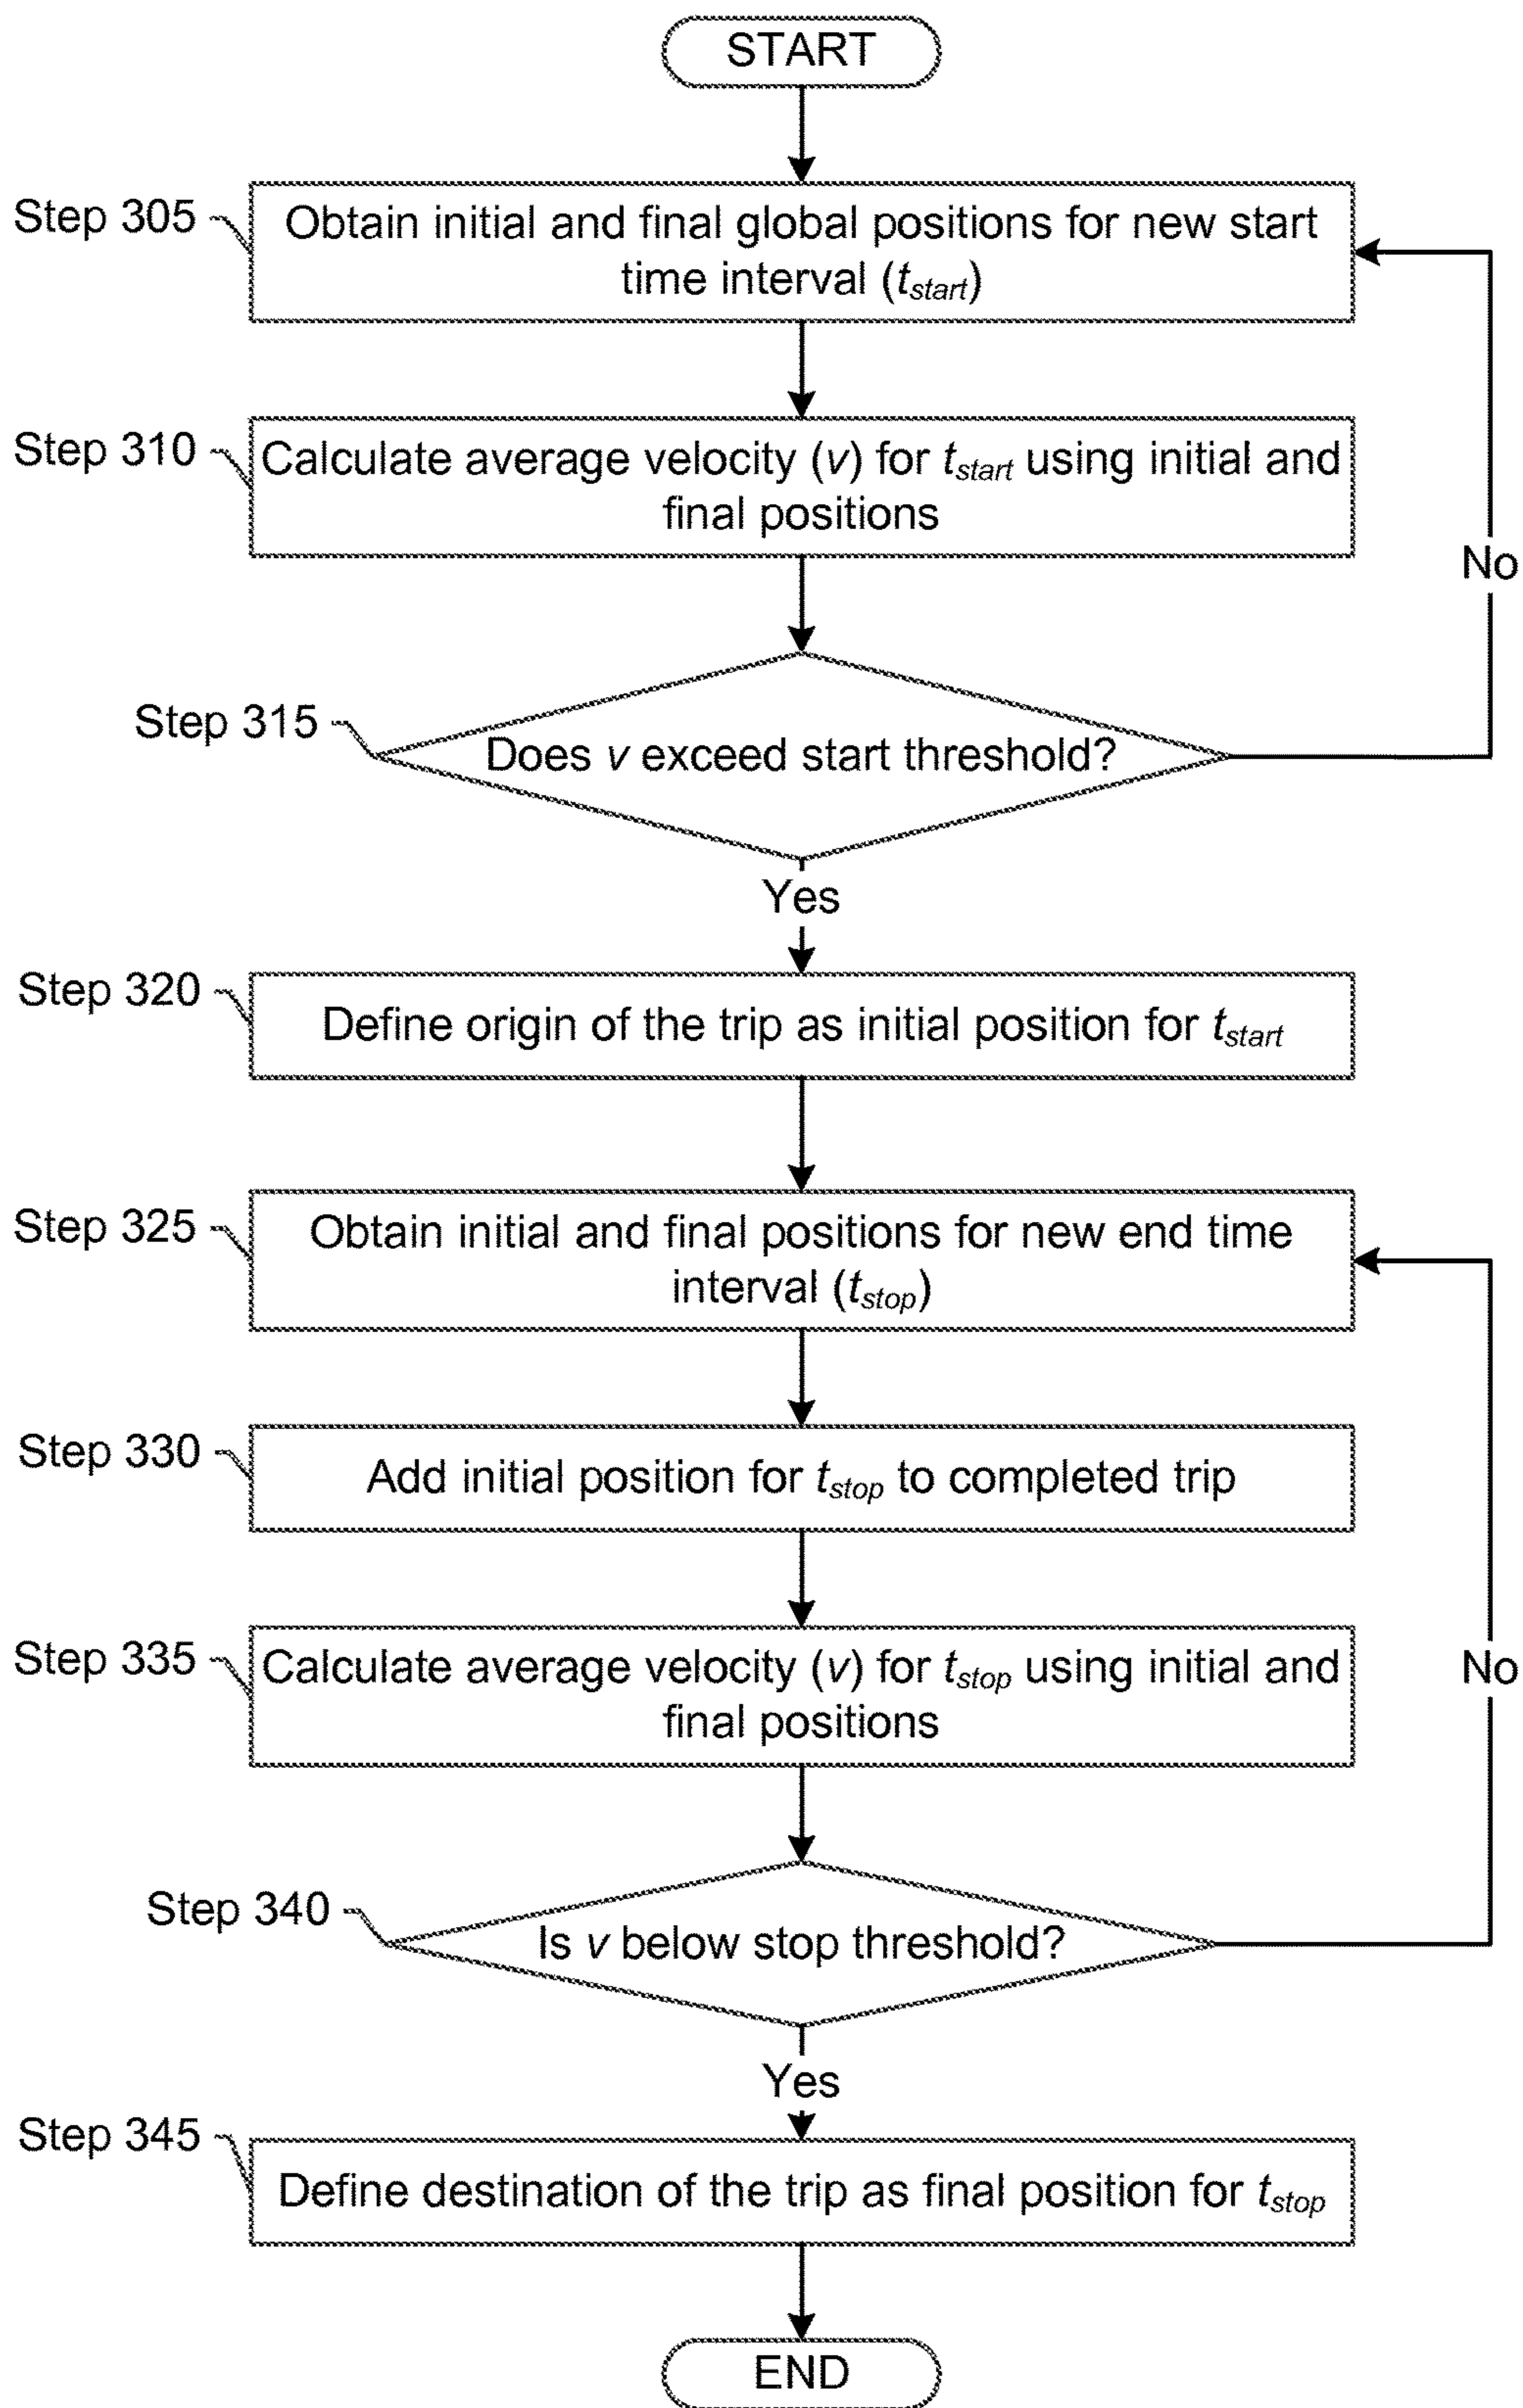 START
Step 305
Obtain initial and final global positions for new start
time interval (tstart)
Step 310
Calculate average velocity (v) for tstart using initial and
final positions
No
Step 315
Does v exceed start threshold?
Yes
Step 320
Define origin of the trip as initial position for tstart
Step 325
Obtain initial and final positions for new end time
interval (tstop)
Step 330
Add initial position for tstop to completed trip
Step 335
Calculate average velocity (v) for tstop using initial and
final positions
No
Step 340
Is v below stop threshold?
Yes
Step 345
Define destination of the trip as final position for tstop
END